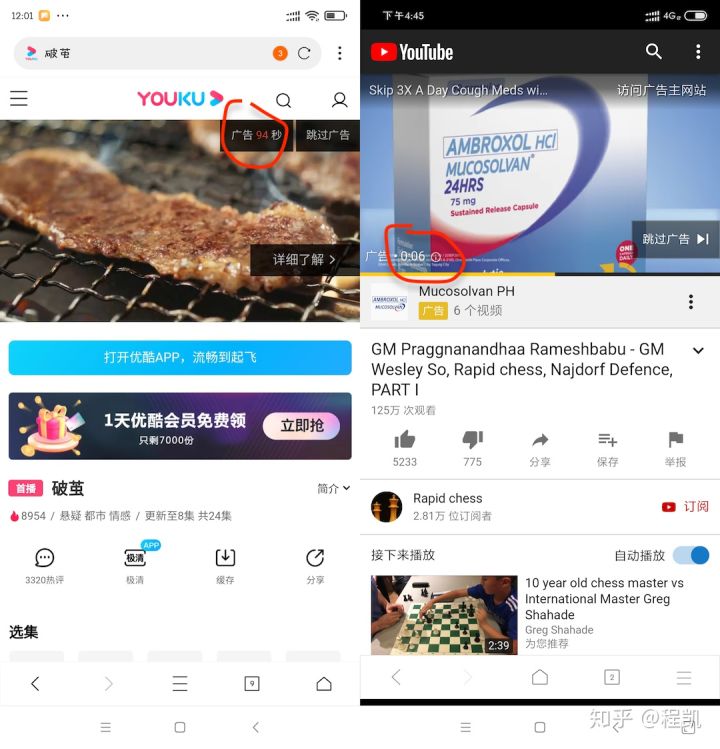 12:01
破茧
3
YOUKU
广告 94 秒
跳过广告
详细了解 >
打开优酷APP，流畅到起飞
1天优酷会员免费领
只剩7000份
立即抢
首播 破茧
简介
8954 / 悬疑 都市 情感 / 更新至8集 共24集
APP
极清
3320热评
极清
缓存
分享
选集
9
下午4:45
4G
YouTube
Skip 3X A Day Cough Meds wi...
访问广告主网站
AMBROXOL HCl
MUCOSOLVAN
24HRS
75 mg
Sustained Release Capsule
ONE CAPSULE DAILY
广告 • 0:06
跳过广告
AMBROXOL HCl
MUCOSOLVAN
Mucosolvan PH
广告 6 个视频
GM Praggnanandhaa Rameshbabu - GM
Wesley So, Rapid chess, Najdorf Defence,
PART I
125万 次观看
5233
775
分享
保存
举报
Rapid chess
2.81万 位订阅者
订阅
接下来播放
自动播放
10 year old chess master vs
International Master Greg
Shahade
Greg Shahade
为您推荐
2:39
2
知乎 @程凯